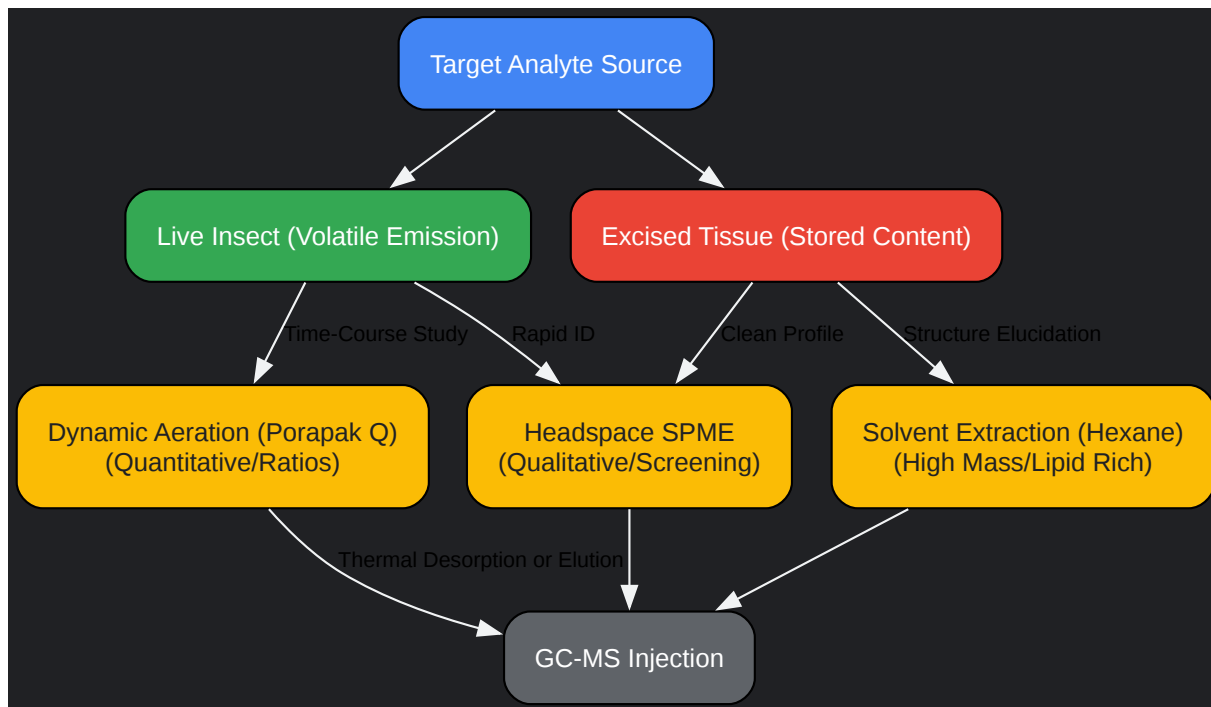 Target Analyte Source
Live Insect (Volatile Emission)
Excised Tissue (Stored Content)
Time-Course Study
Rapid ID
Clean Profile
Structure Elucidation
Dynamic Aeration (Porapak Q)
(Quantitative/Ratios)
Headspace SPME
(Qualitative/Screening)
Solvent Extraction (Hexane)
(High Mass/Lipid Rich)
Thermal Desorption or Elution
GC-MS Injection